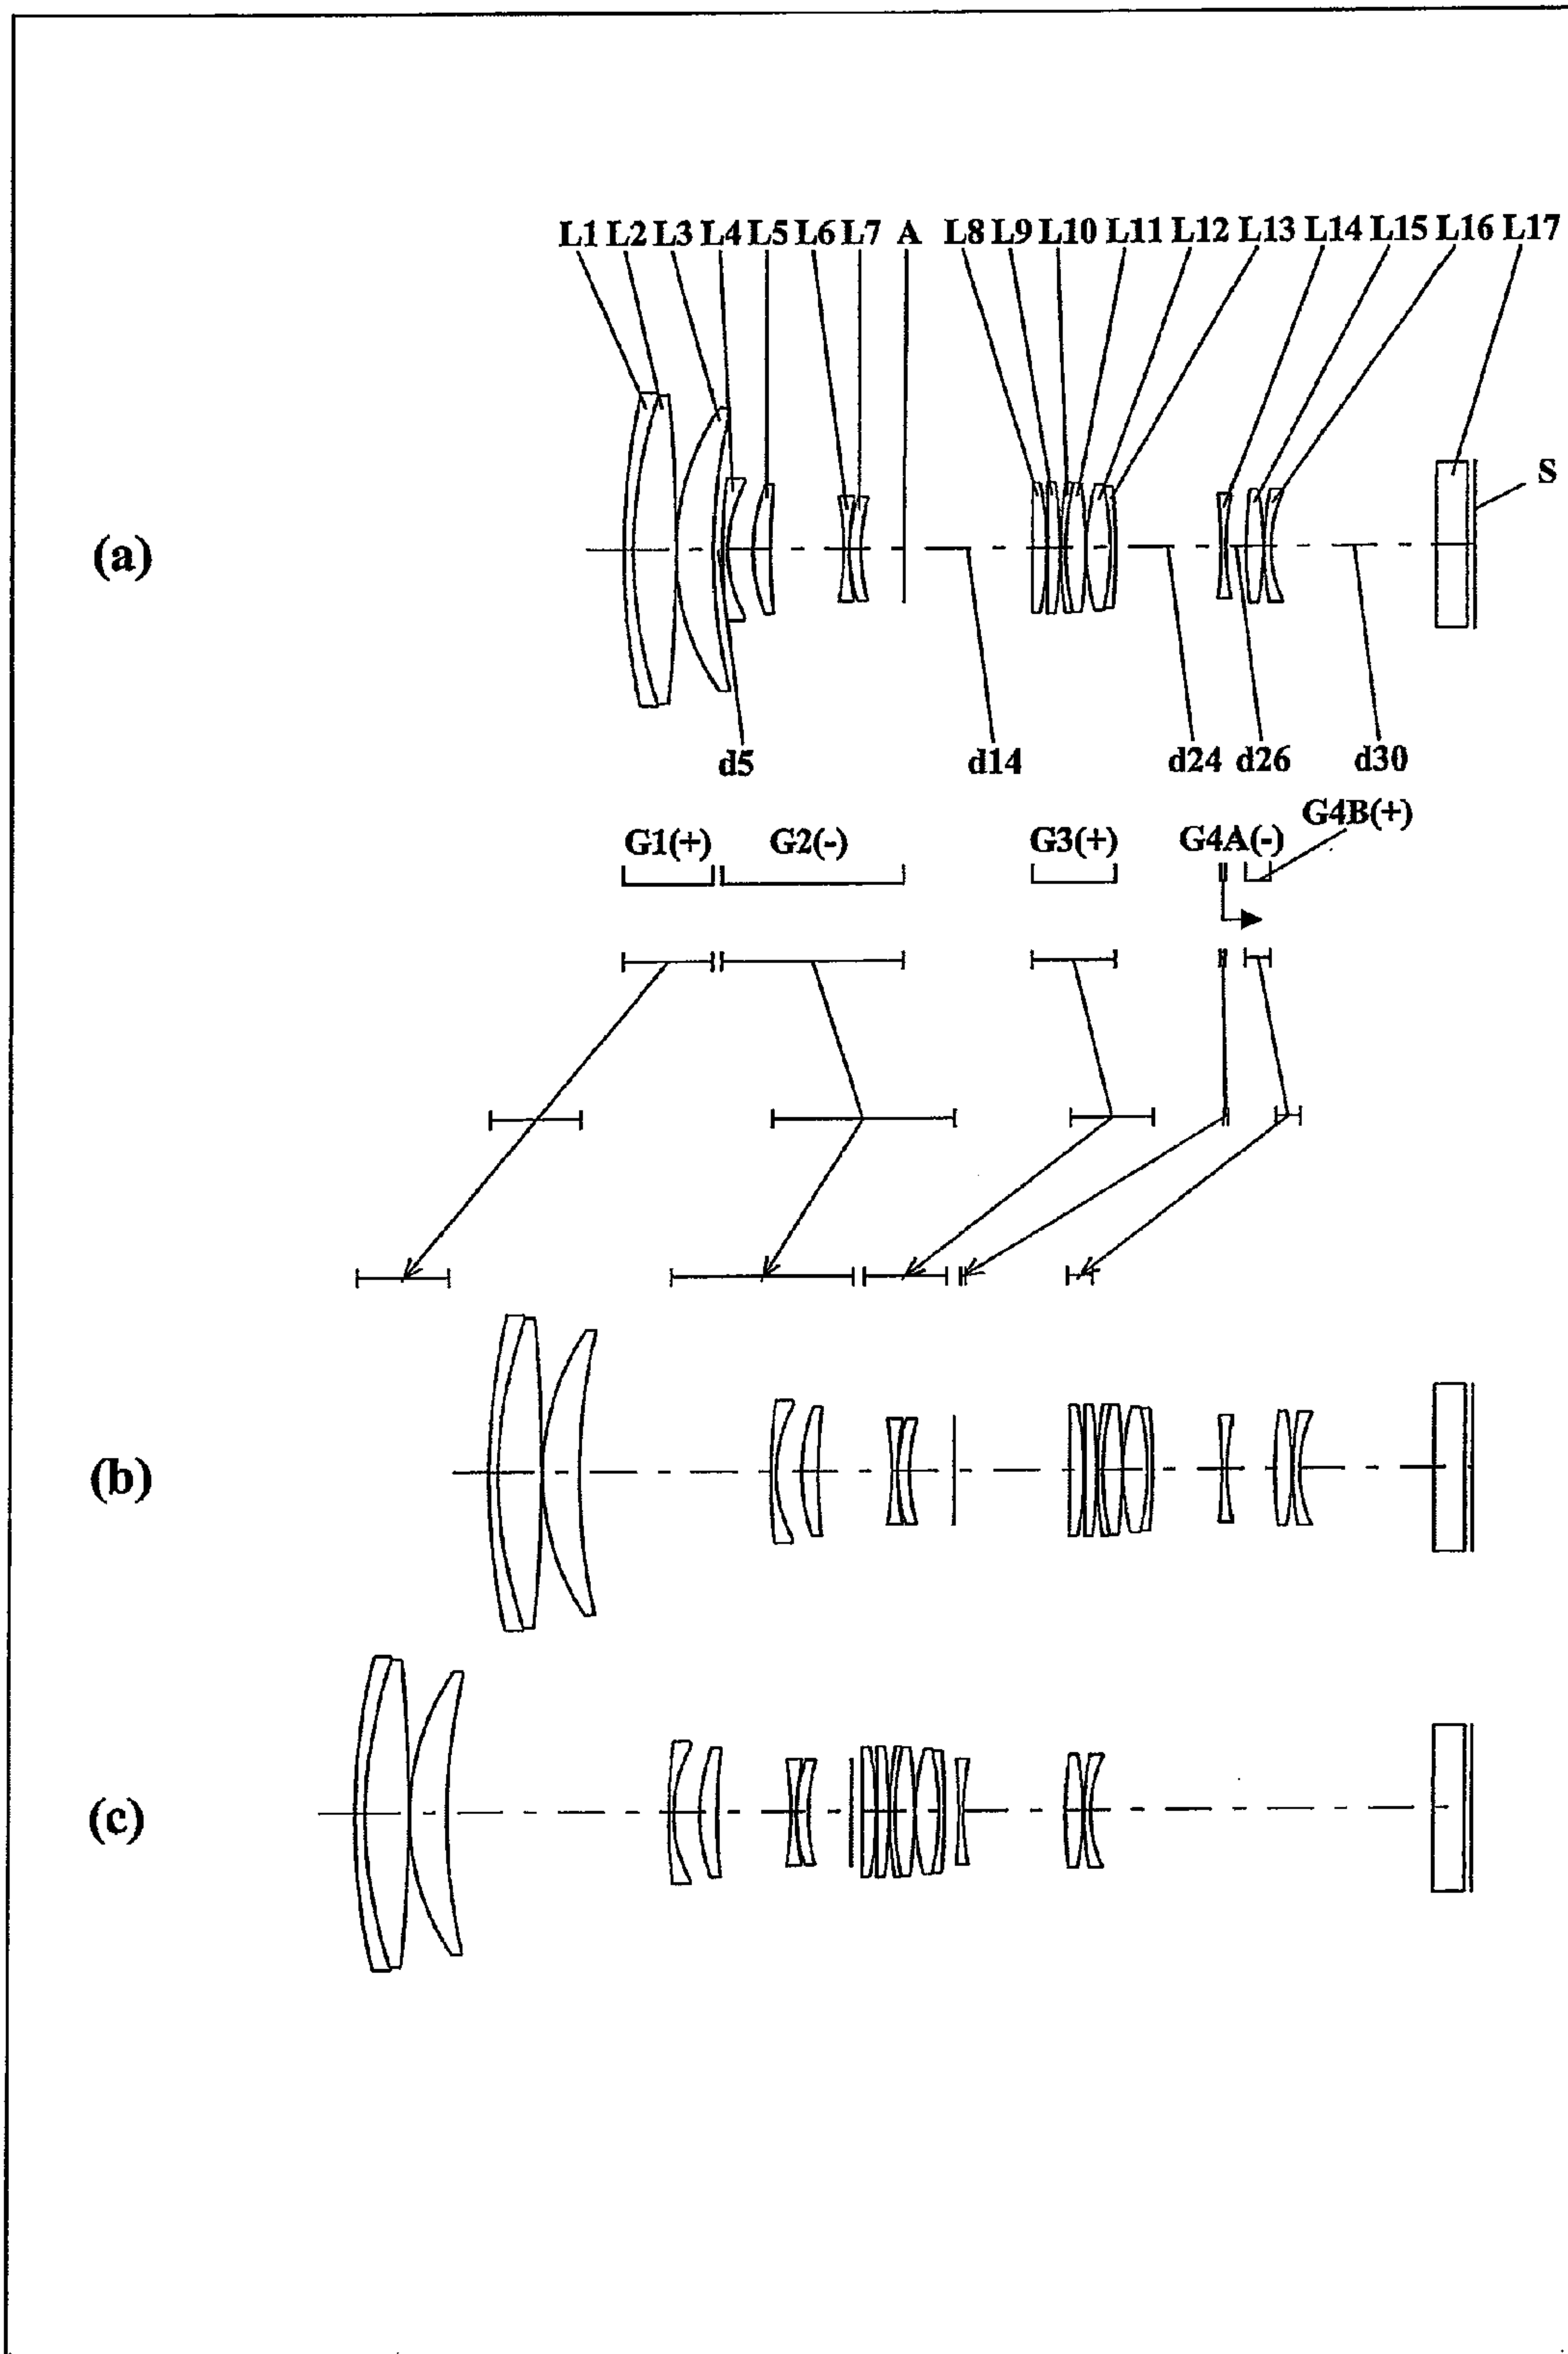 L1 L2 L3 L4 L5 L6 L7 A L8 L9 L10 L11 L12 L13 L14 L15 L16 L17
S
(a)
d5 d14 d24 d26 d30
G4B(+)
G1(+) G2(-) G3(+) G4A(-)
(b)
(c)